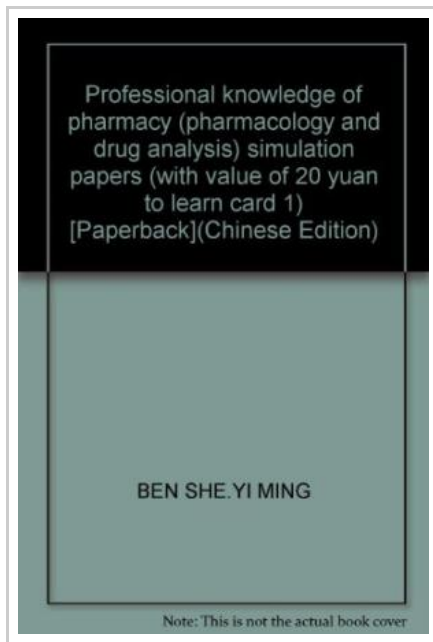 Professional knowledge of
pharmacy (pharmacology and
drug analysis) simulation
papers (with value of 20 yuan
to learn card 1)
[Paperback](Chinese Edition)
BEN SHE.YI MING
Note: This is not the actual book cover